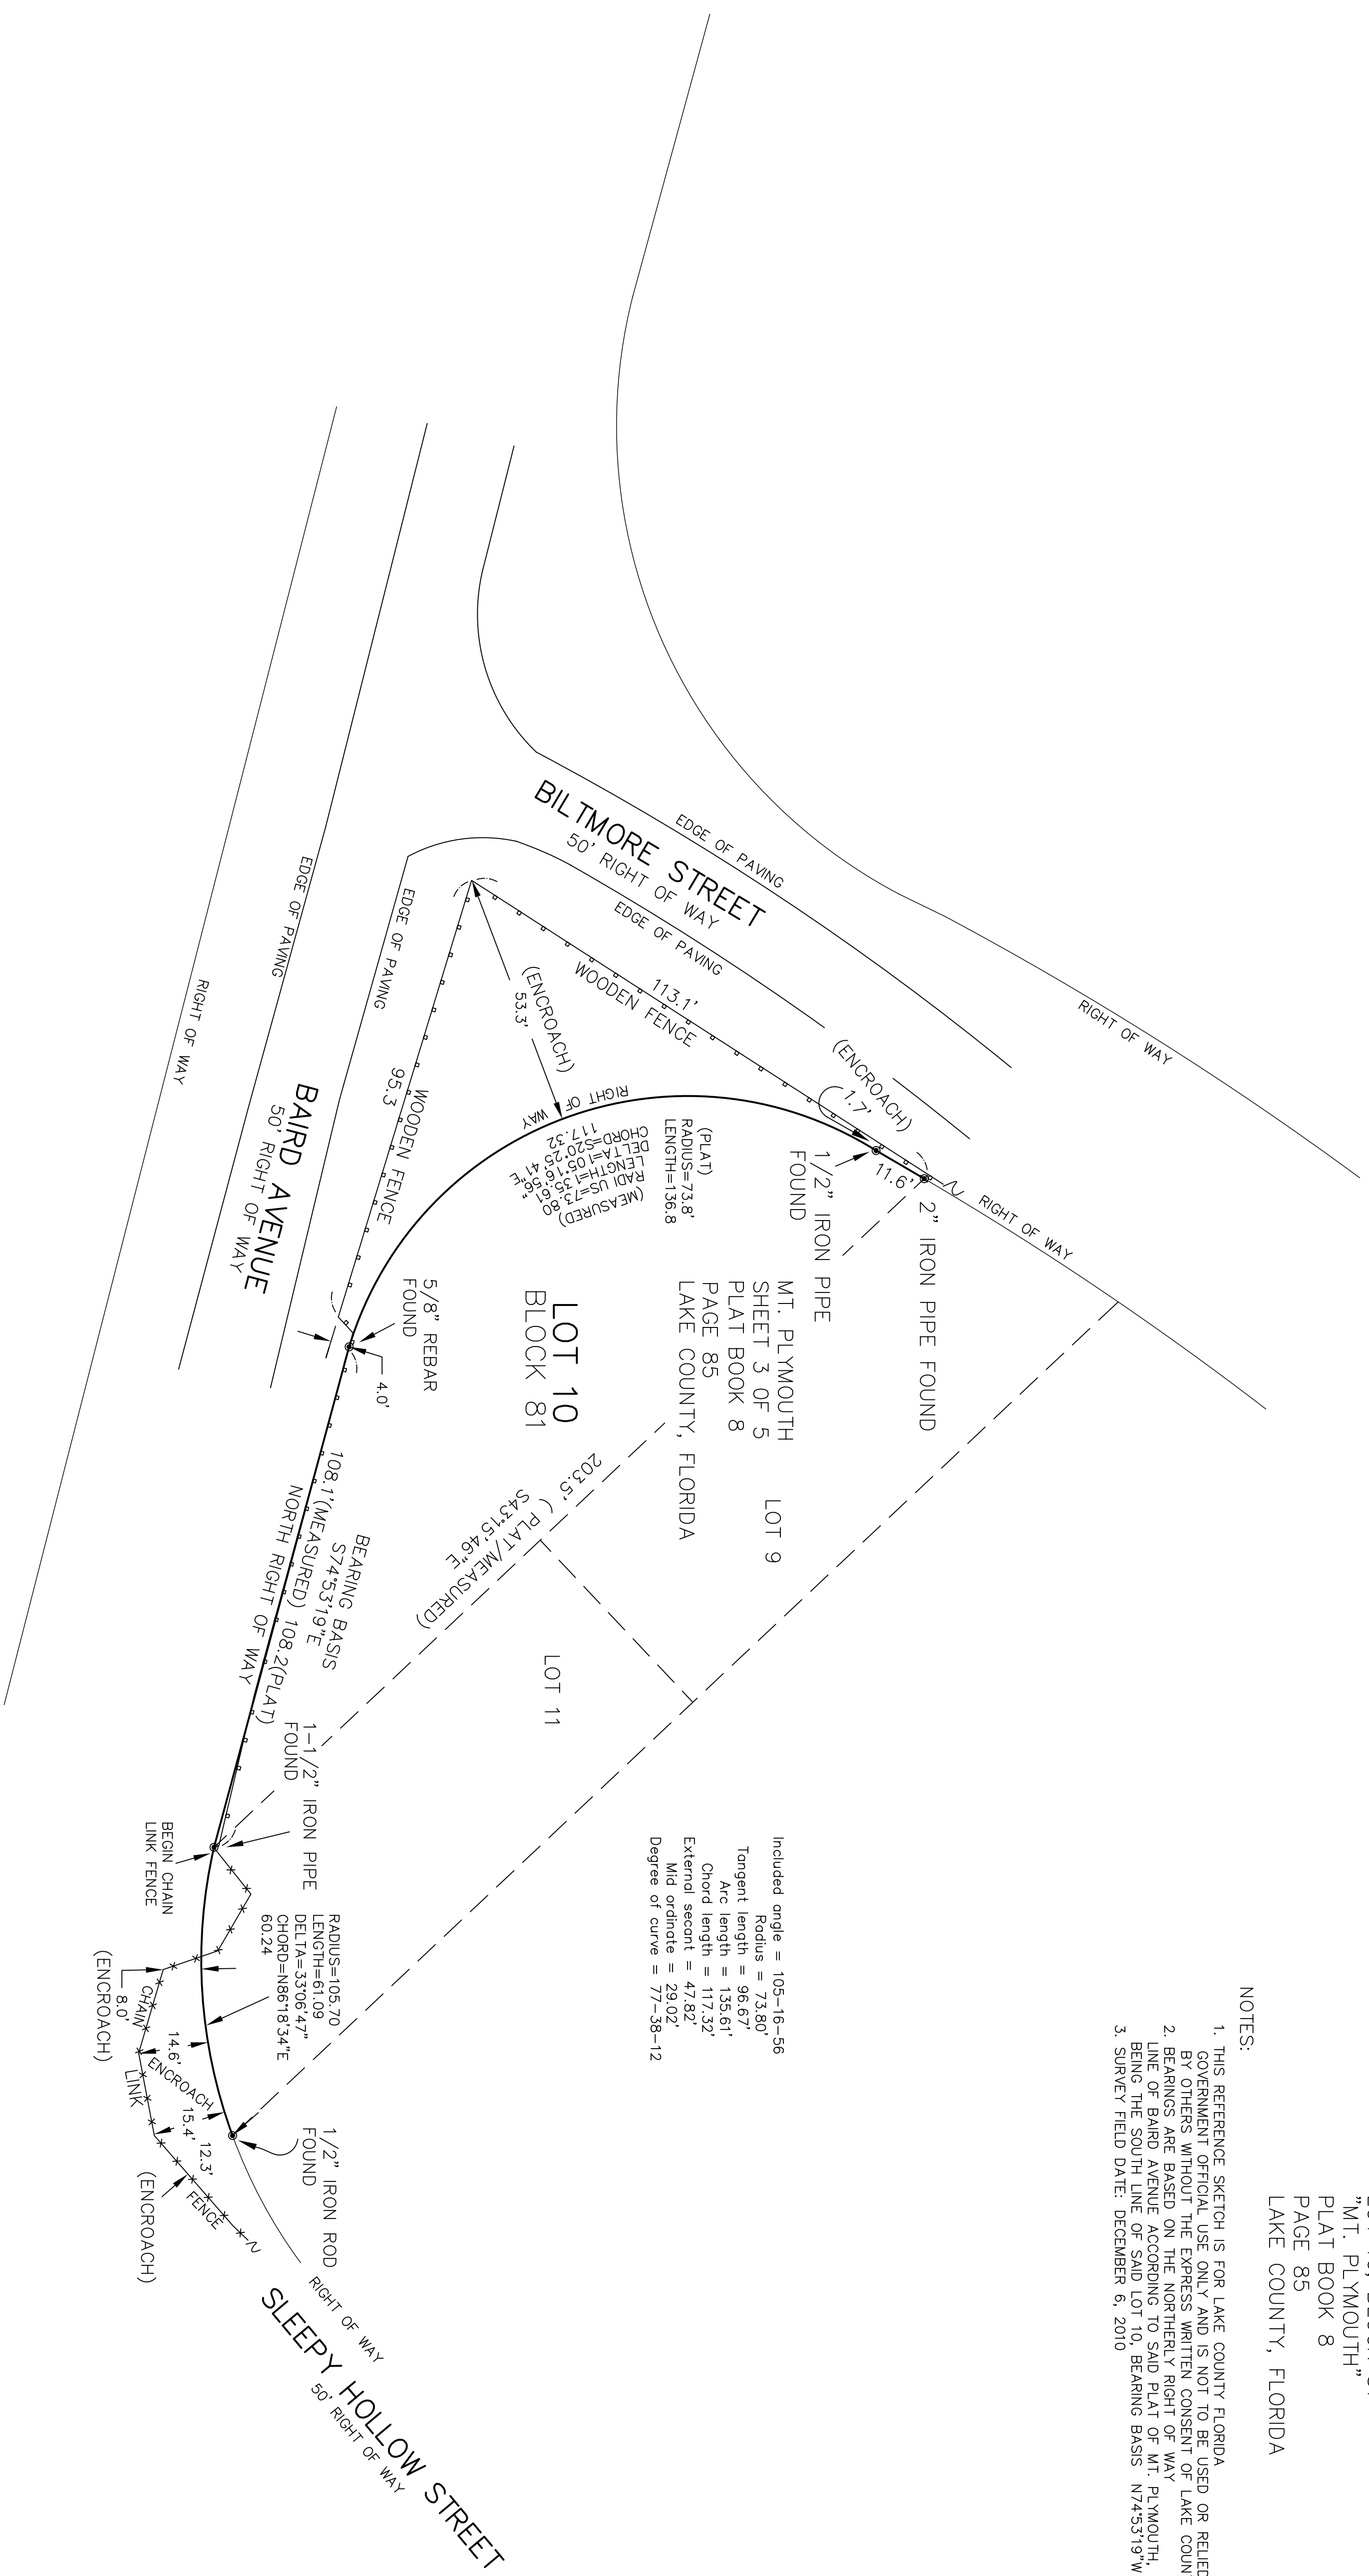 "MT. PLYMOUTH"
PLAT BOOK 8
PAGE 85
LAKE COUNTY, FLORIDA
NOTES:
1. THIS REFERENCE SKETCH IS FOR LAKE COUNTY FLORIDA
GOVERNMENT OFFICIAL USE ONLY AND IS NOT TO BE USED OR RELIED
BY OTHERS WITHOUT THE EXPRESS WRITTEN CONSENT OF LAKE COUN
2. BEARINGS ARE BASED ON THE NORTHERLY RIGHT OF WAY
LINE OF BAIRD AVENUE ACCORDING TO SAID PLAT OF MT. PLYMOUTH,
BEING THE SOUTH LINE OF SAID LOT 10, BEARING BASIS N74°53'19"W
3. SURVEY FIELD DATE: DECEMBER 6, 2010
RIGHT OF WAY
RIGHT OF WAY
2" IRON PIPE FOUND
11.6'
(ENCROACH)
1.7'
1/2" IRON PIPE
FOUND
EDGE OF PAVING
BILTMORE STREET
50' RIGHT OF WAY
EDGE OF PAVING
113.1'
WOODEN FENCE
(ENCROACH)
53.3'
RIGHT OF WAY
(PLAT)
RADIUS=73.8'
LENGTH=136.8
(MEASURED)
RADI US=73.80
LENGTH=135.61
DELTA=105°16'56"
CHORD=S20°25'41"E
117.32
MT. PLYMOUTH
SHEET 3 OF 5
PLAT BOOK 8
PAGE 85
LAKE COUNTY, FLORIDA
LOT 9
LOT 10
BLOCK 81
203.5'
( PLAT/MEASURED)
S43°15'46"E
LOT 11
Included angle = 105-16-56
Radius = 73.80'
Tangent length = 96.67'
Arc length = 135.61'
Chord length = 117.32'
External secant = 47.82'
Mid ordinate = 29.02'
Degree of curve = 77-38-12
5/8" REBAR
FOUND
4.0'
WOODEN FENCE
95.3
EDGE OF PAVING
BAIRD AVENUE
50' RIGHT OF WAY
EDGE OF PAVING
RIGHT OF WAY
BEARING BASIS
S74°53'19"E
108.1'(MEASURED) 108.2(PLAT)
NORTH RIGHT OF WAY
1-1/2" IRON PIPE
FOUND
BEGIN CHAIN
LINK FENCE
RADIUS=105.70
LENGTH=61.09
DELTA=33°06'47"
CHORD=N86°18'34"E
60.24
1/2" IRON ROD
FOUND
8.0'
(ENCROACH)
CHAIN
LINK
FENCE
14.6'
ENCROACH
15.4'
12.3'
(ENCROACH)
RIGHT OF WAY
SLEEPY HOLLOW STREET
50' RIGHT OF WAY